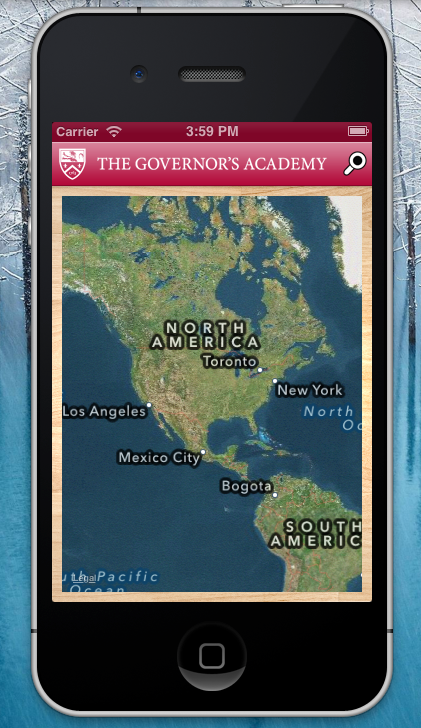 Carrier 3:59 PM
THE GOVERNOR'S ACADEMY
NORTH
AMERICA
Toronto
New York
Los Angeles
North
Oc
Mexico City
Bogota
SOUTH
AMERIC
uth Pacific
Legal
Ocean